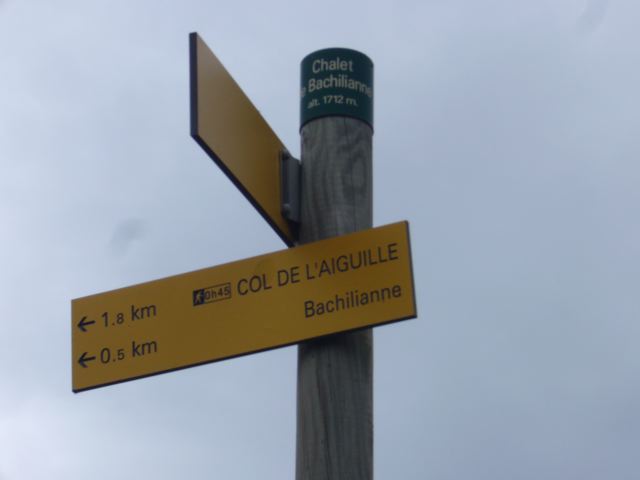 Chalet
e Bachilianne
alt. 1712 m.
0h45 COL DE L'AIGUILLE
← 1.8 km
Bachilianne
← 0.5 km